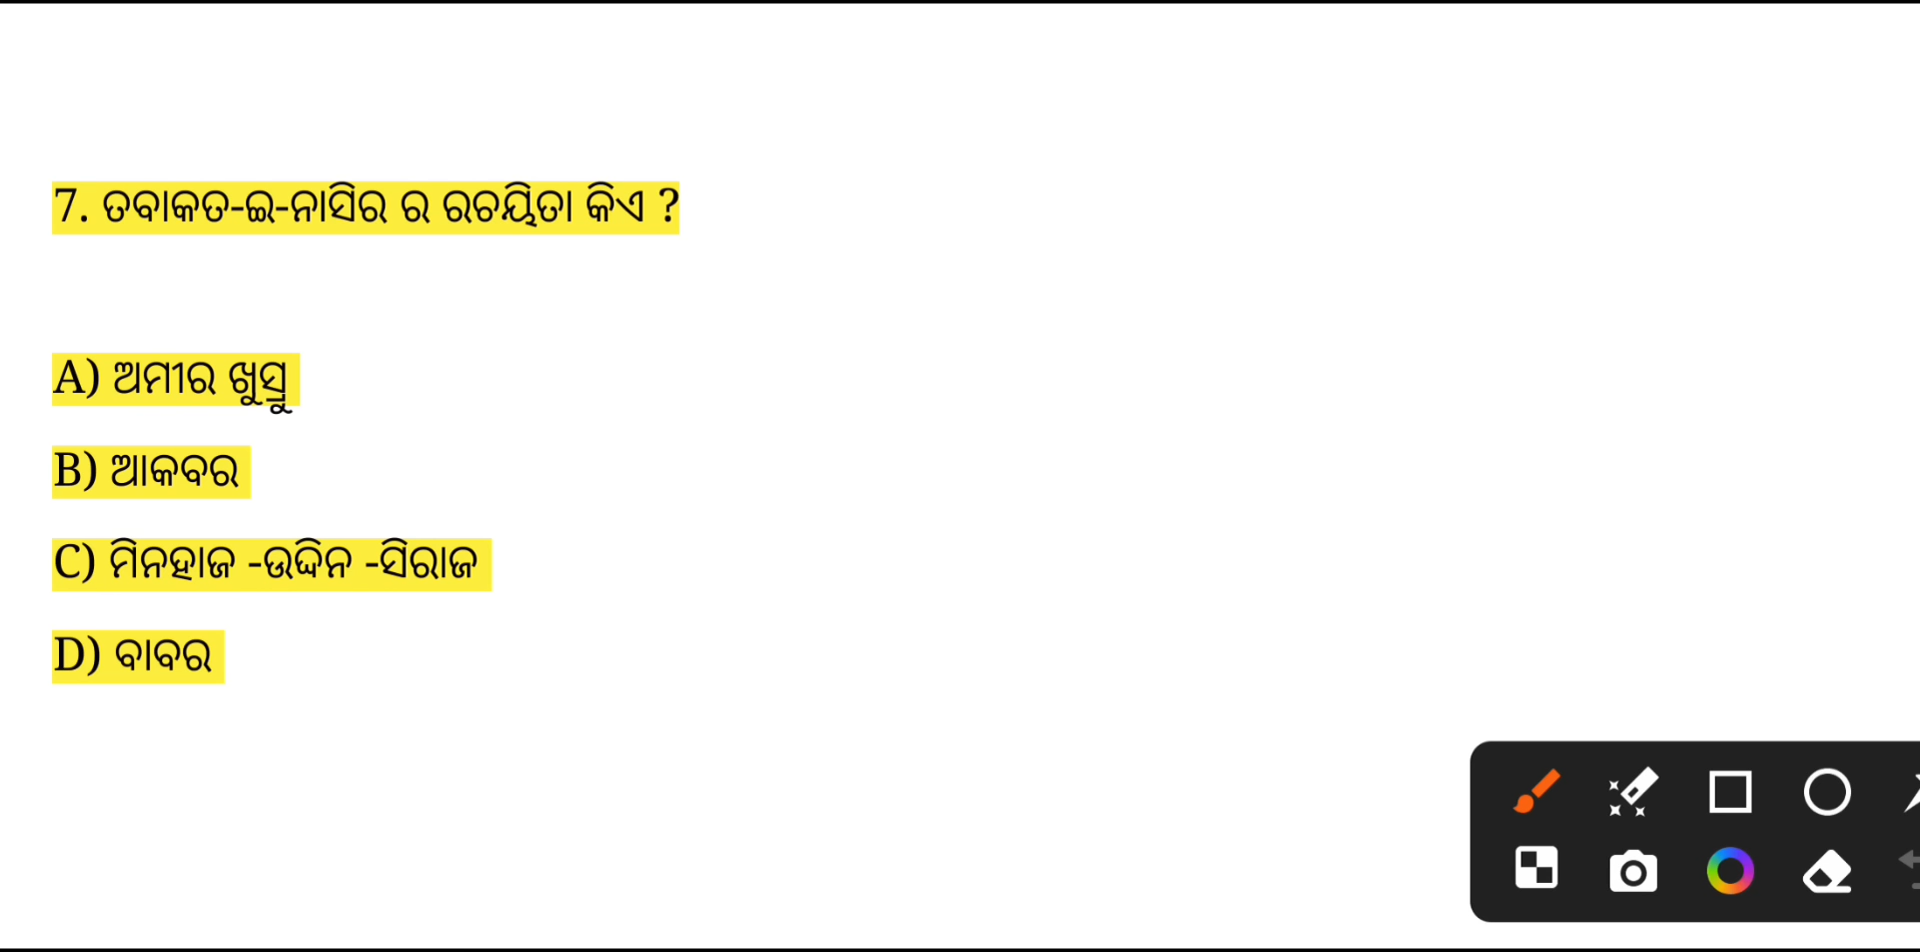 7. ତବାକତ-ଇ-ନାସିର ର ରଚୟିତା କିଏ ?
A) ଅମୀର ଖୁସ୍ରୁ
B) ଆକବର
C) ମିନହାଜ -ଉଦ୍ଦିନ -ସିରାଜ
D) ବାବର